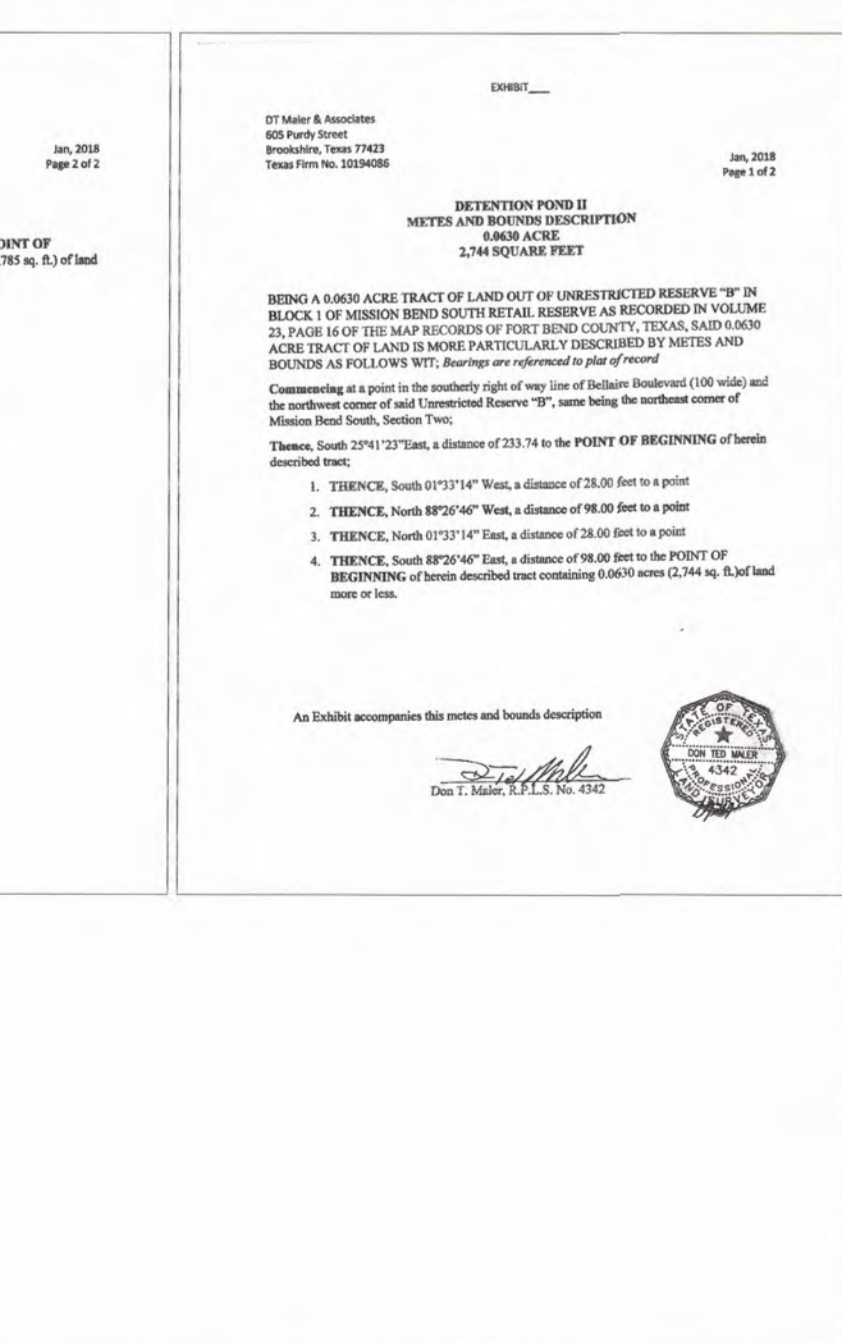 Jan, 2018
Page 2 of 2
OINT OF
,785 sq. ft.) of land
EXHIBIT___
DT Maler & Associates
605 Purdy Street
Brookshire, Texas 77423
Texas Firm No. 10194086
Jan, 2018
Page 1 of 2
DETENTION POND II
METES AND BOUNDS DESCRIPTION
0.0630 ACRE
2,744 SQUARE FEET
BEING A 0.0630 ACRE TRACT OF LAND OUT OF UNRESTRICTED RESERVE “B” IN
BLOCK 1 OF MISSION BEND SOUTH RETAIL RESERVE AS RECORDED IN VOLUME
23, PAGE 16 OF THE MAP RECORDS OF FORT BEND COUNTY, TEXAS, SAID 0.0630
ACRE TRACT OF LAND IS MORE PARTICULARLY DESCRIBED BY METES AND
BOUNDS AS FOLLOWS WIT; Bearings are referenced to plat of record
Commencing at a point in the southerly right of way line of Bellaire Boulevard (100 wide) and
the northwest corner of said Unrestricted Reserve “B”, same being the northeast corner of
Mission Bend South, Section Two;
Thence, South 25°41’23”East, a distance of 233.74 to the POINT OF BEGINNING of herein
described tract;
1. THENCE, South 01°33’14” West, a distance of 28.00 feet to a point
2. THENCE, North 88°26’46” West, a distance of 98.00 feet to a point
3. THENCE, North 01°33’14” East, a distance of 28.00 feet to a point
4. THENCE, South 88°26’46” East, a distance of 98.00 feet to the POINT OF
BEGINNING of herein described tract containing 0.0630 acres (2,744 sq. ft.)of land
more or less.
An Exhibit accompanies this metes and bounds description
Don T. Maler, R.P.L.S. No. 4342
STATE OF TEXAS
REGISTERED
DON TED MALER
4342
PROFESSIONAL
LAND SURVEYOR